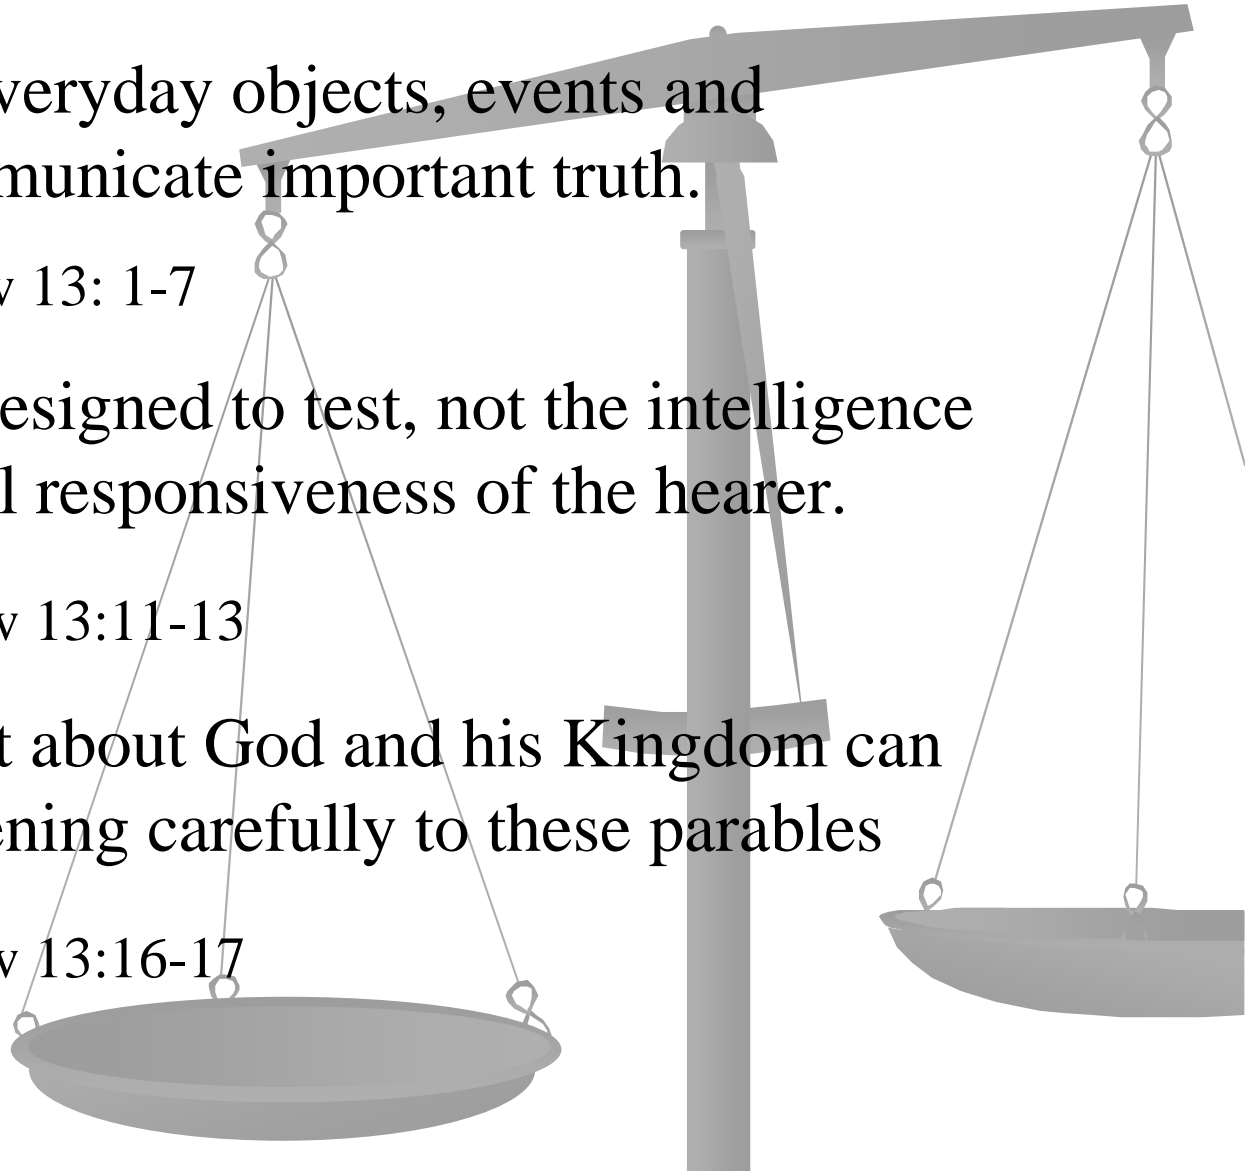 veryday objects, events and
municate important truth.
v 13: 1-7
esigned to test, not the intelligence
l responsiveness of the hearer.
v 13:11-13
t about God and his Kingdom can
ening carefully to these parables
v 13:16-17